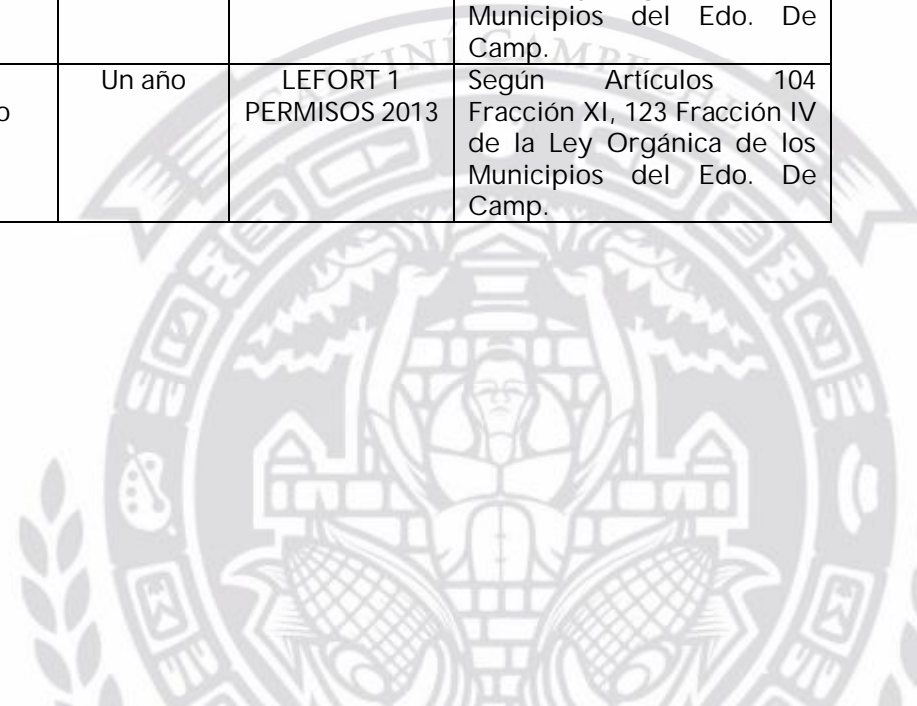 Municipios del Edo. De
Camp.
o
Un año
LEFORT 1
PERMISOS 2013
Según Artículos 104
Fracción XI, 123 Fracción IV
de la Ley Orgánica de los
Municipios del Edo. De
Camp.